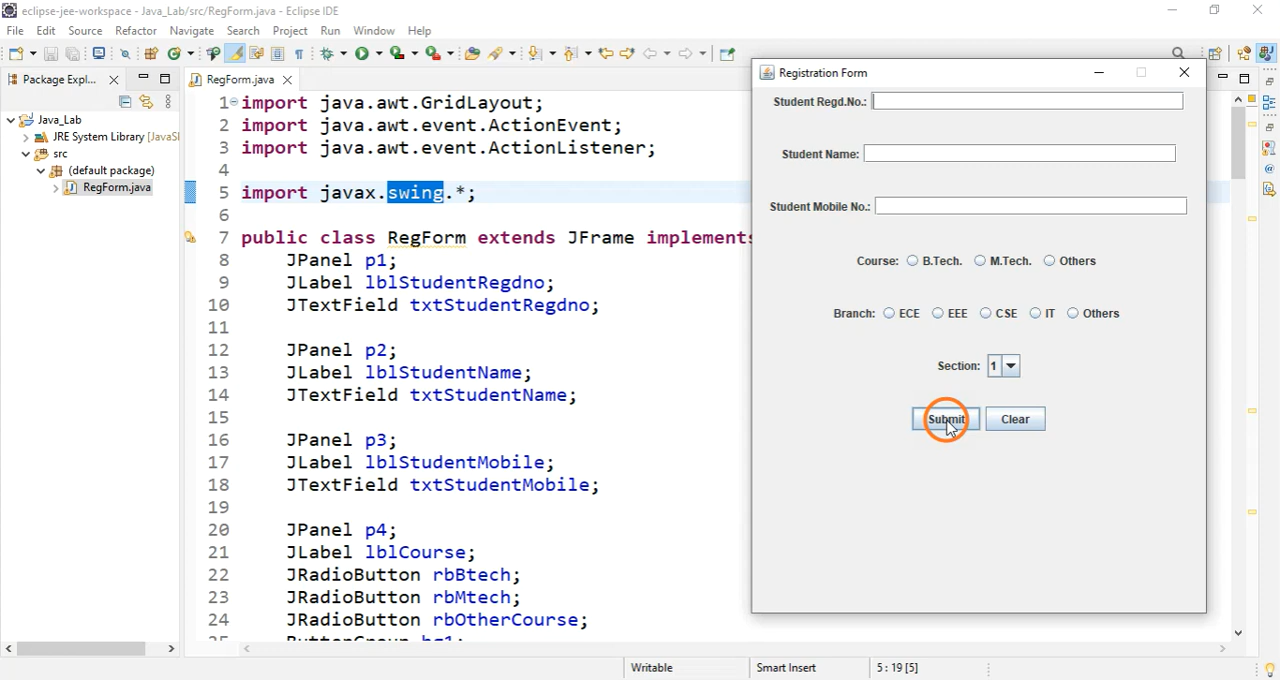 eclipse-jee-workspace - Java_Lab/src/RegForm.java - Eclipse IDE
File Edit Source Refactor Navigate Search Project Run Window Help
Package Expl...
Java_Lab
JRE System Library [JavaS
src
(default package)
RegForm.java
RegForm.java
1 import java.awt.GridLayout;
2 import java.awt.event.ActionEvent;
3 import java.awt.event.ActionListener;
4
5 import javax.swing.*;
6
7 public class RegForm extends JFrame implements
8 JPanel p1;
9 JLabel lblStudentRegdno;
10 JTextField txtStudentRegdno;
11
12 JPanel p2;
13 JLabel lblStudentName;
14 JTextField txtStudentName;
15
16 JPanel p3;
17 JLabel lblStudentMobile;
18 JTextField txtStudentMobile;
19
20 JPanel p4;
21 JLabel lblCourse;
22 JRadioButton rbBtech;
23 JRadioButton rbMtech;
24 JRadioButton rbOtherCourse;
25 ButtonGroup bg1;
Registration Form
Student Regd.No.:
Student Name:
Student Mobile No.:
Course: B.Tech. M.Tech. Others
Branch: ECE EEE CSE IT Others
Section: 1
Submit Clear
Writable Smart Insert 5 : 19 [5]